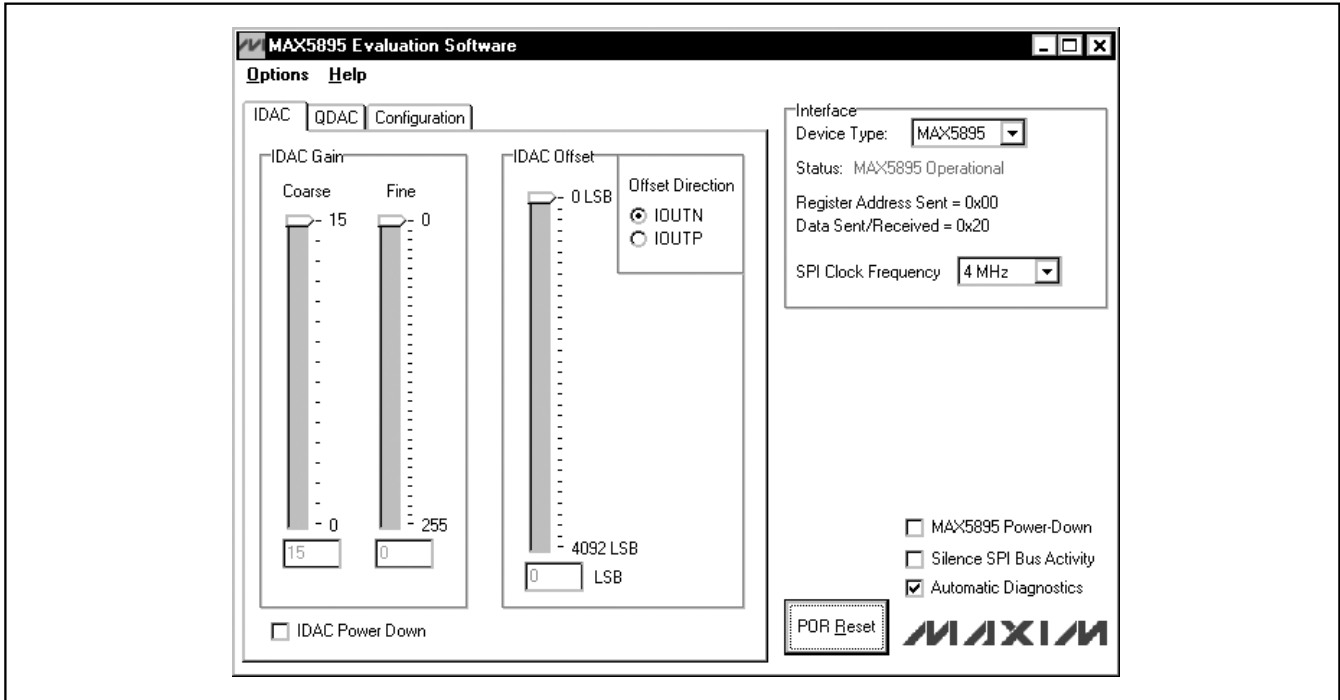 MAX5895 Evaluation Software
Options Help
IDAC QDAC Configuration
IDAC Gain
Coarse Fine
15 0
0 255
15 0
IDAC Offset
0 LSB
4092 LSB
0 LSB
Offset Direction
IOUTN
IOUTP
IDAC Power Down
Interface
Device Type: MAX5895
Status: MAX5895 Operational
Register Address Sent = 0x00
Data Sent/Received = 0x20
SPI Clock Frequency 4 MHz
MAX5895 Power-Down
Silence SPI Bus Activity
Automatic Diagnostics
POR Reset
MAXIM